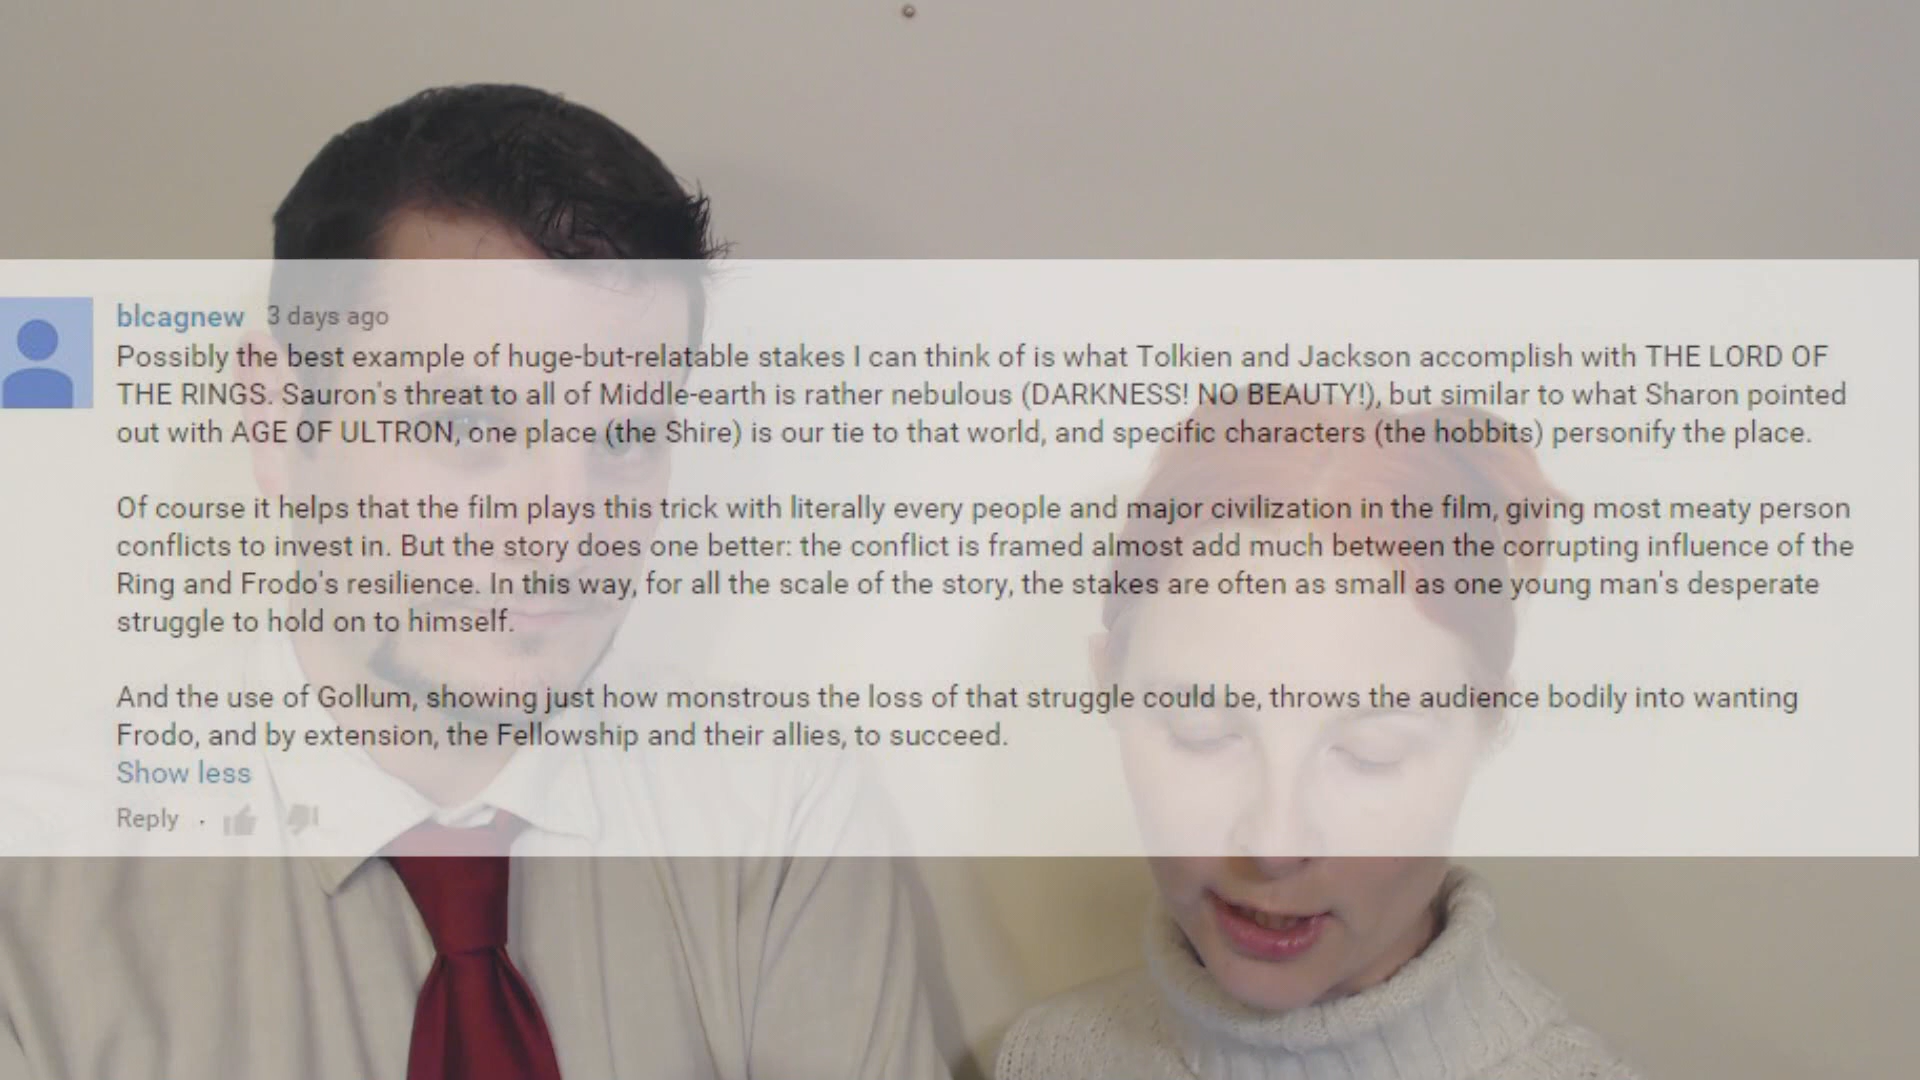 blcagnew 3 days ago
Possibly the best example of huge-but-relatable stakes I can think of is what Tolkien and Jackson accomplish with THE LORD OF
THE RINGS. Sauron's threat to all of Middle-earth is rather nebulous (DARKNESS! NO BEAUTY!), but similar to what Sharon pointed
out with AGE OF ULTRON, one place (the Shire) is our tie to that world, and specific characters (the hobbits) personify the place.
Of course it helps that the film plays this trick with literally every people and major civilization in the film, giving most meaty person
conflicts to invest in. But the story does one better: the conflict is framed almost add much between the corrupting influence of the
Ring and Frodo's resilience. In this way, for all the scale of the story, the stakes are often as small as one young man's desperate
struggle to hold on to himself.
And the use of Gollum, showing just how monstrous the loss of that struggle could be, throws the audience bodily into wanting
Frodo, and by extension, the Fellowship and their allies, to succeed.
Show less
Reply ·